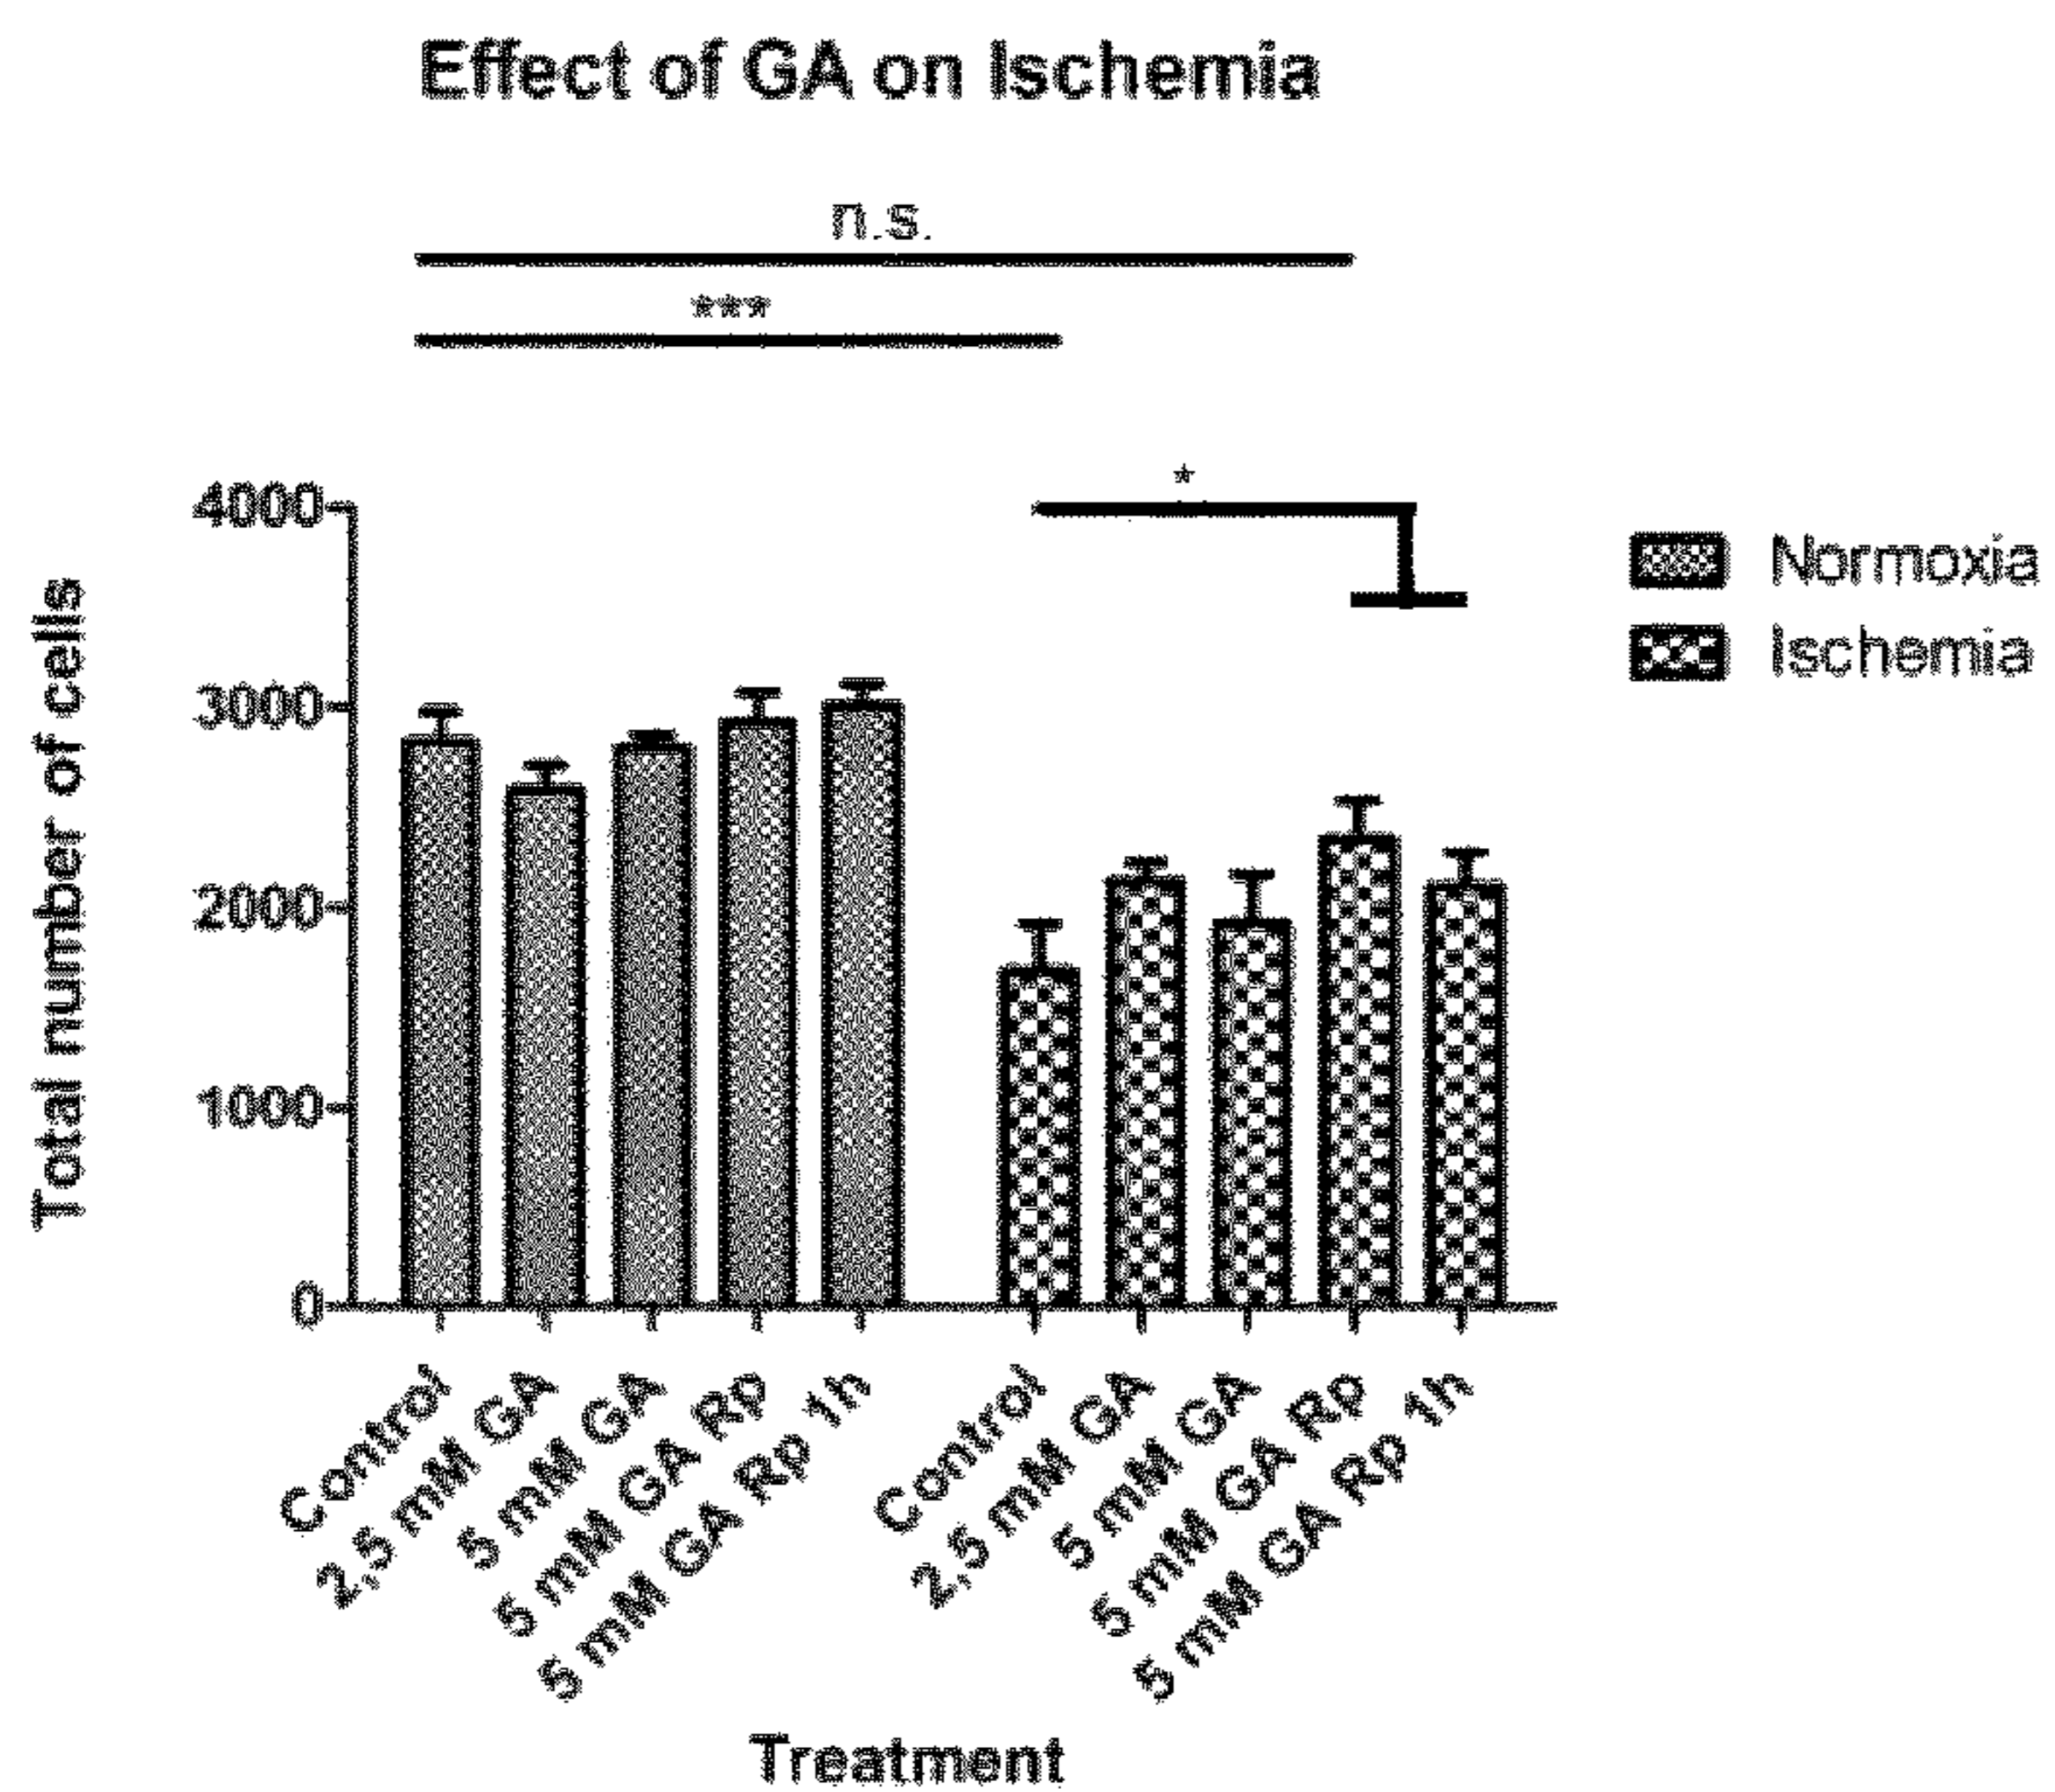 Effect of GA on Ischemia
n.s.
***
*
Total number of cells
4000
3000
2000
1000
0
Normoxia
Ischemia
Control
2,5 mM GA
5 mM GA
5 mM GA Rp
5 mM GA Rp 1h
Control
2,5 mM GA
5 mM GA
5 mM GA Rp
5 mM GA Rp 1h
Treatment